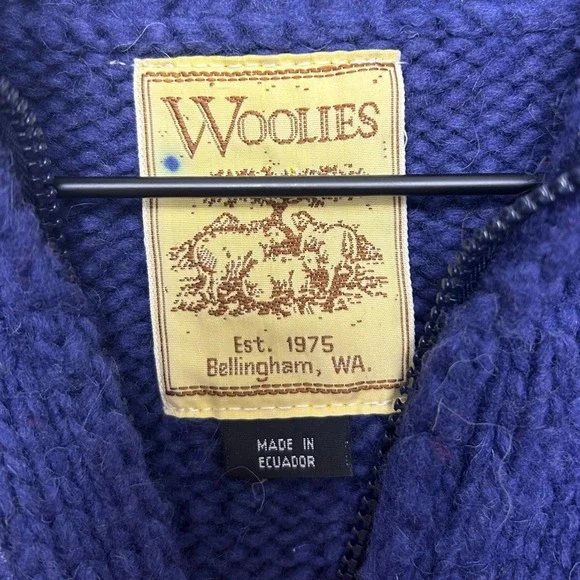 WOOLIES
Est. 1975
Bellingham, WA.
MADE IN
ECUADOR